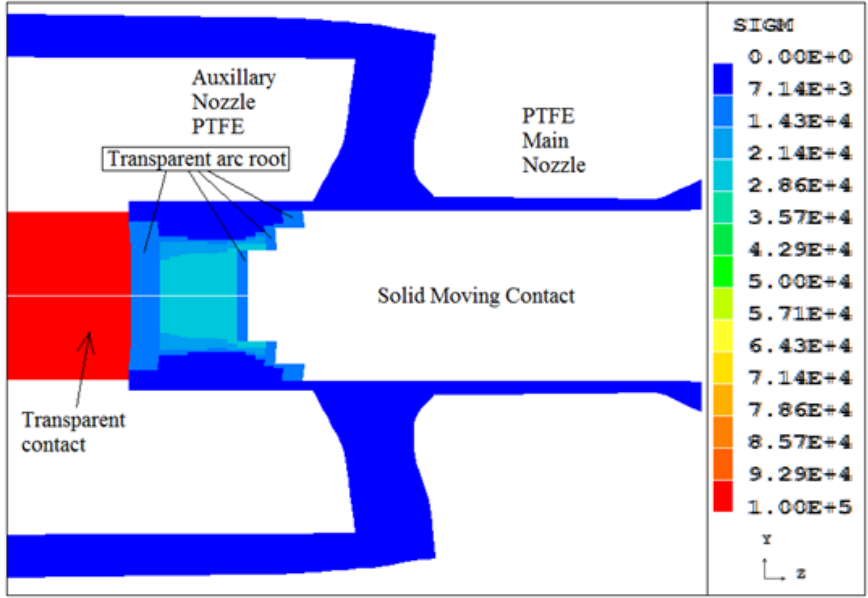 SIGM
0.00E+0
7.14E+3
1.43E+4
2.14E+4
2.86E+4
3.57E+4
4.29E+4
5.00E+4
5.71E+4
6.43E+4
7.14E+4
7.86E+4
8.57E+4
9.29E+4
1.00E+5
Auxillary
Nozzle
PTFE
Transparent arc root
PTFE
Main
Nozzle
Solid Moving Contact
Transparent
contact
Y
Z